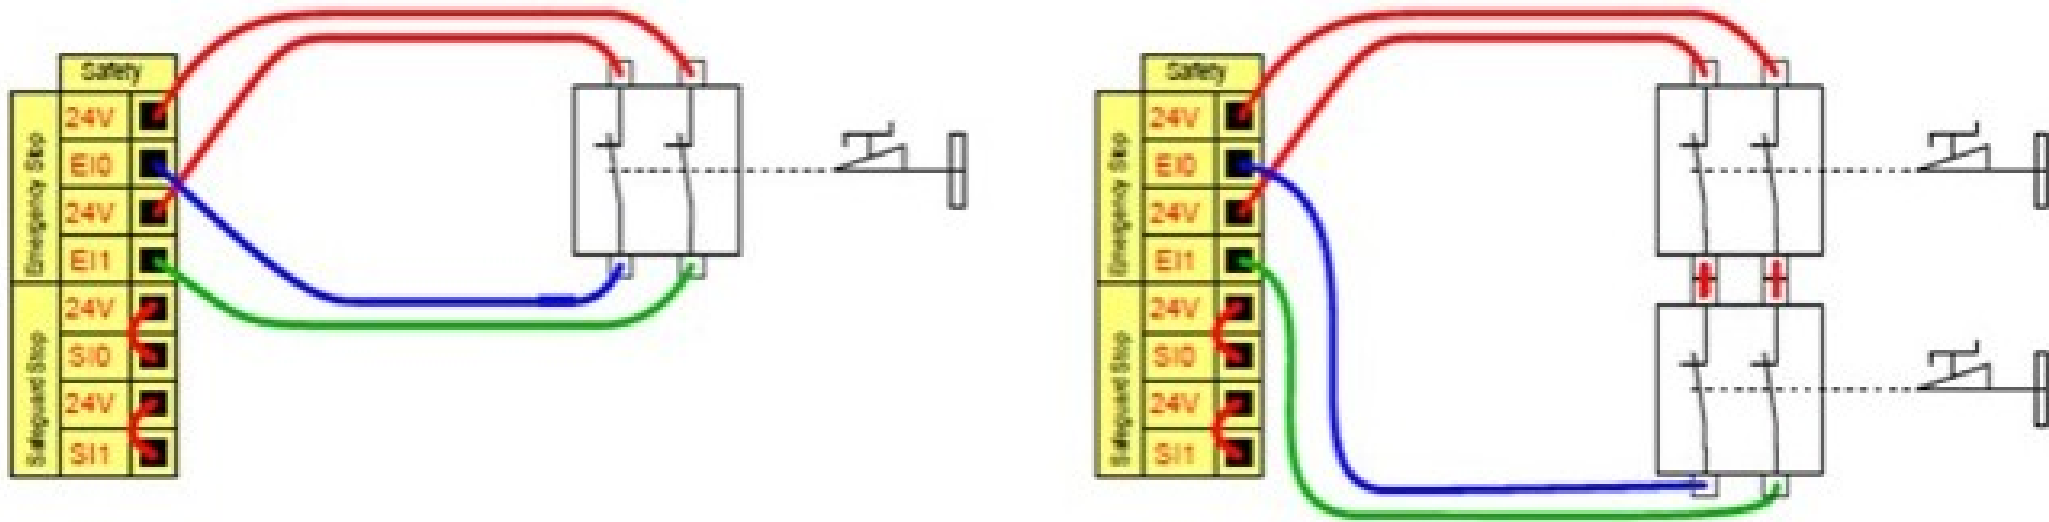 Safety
Emergency Stop
24V
EI0
24V
EI1
Safeguard Stop
24V
SI0
24V
SI1
Safety
Emergency Stop
24V
EI0
24V
EI1
Safeguard Stop
24V
SI0
24V
SI1